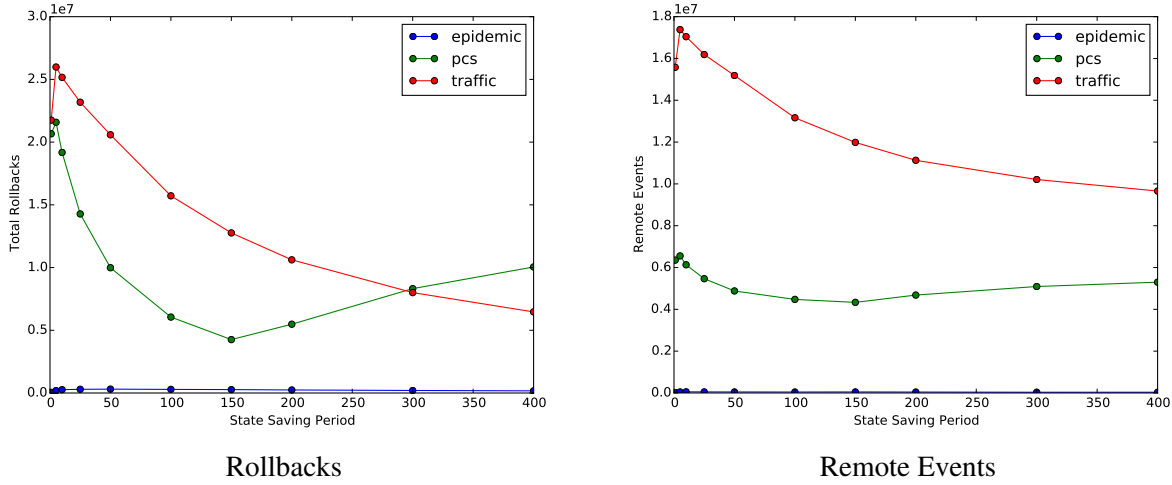 1e7
3.0
2.5
2.0
1.5
1.0
0.5
0.0
Total Rollbacks
epidemic
pcs
traffic
0 50 100 150 200 250 300 350 400
State Saving Period
Rollbacks
1e7
1.8
1.6
1.4
1.2
1.0
0.8
0.6
0.4
0.2
0.0
Remote Events
epidemic
pcs
traffic
0 50 100 150 200 250 300 350 400
State Saving Period
Remote Events